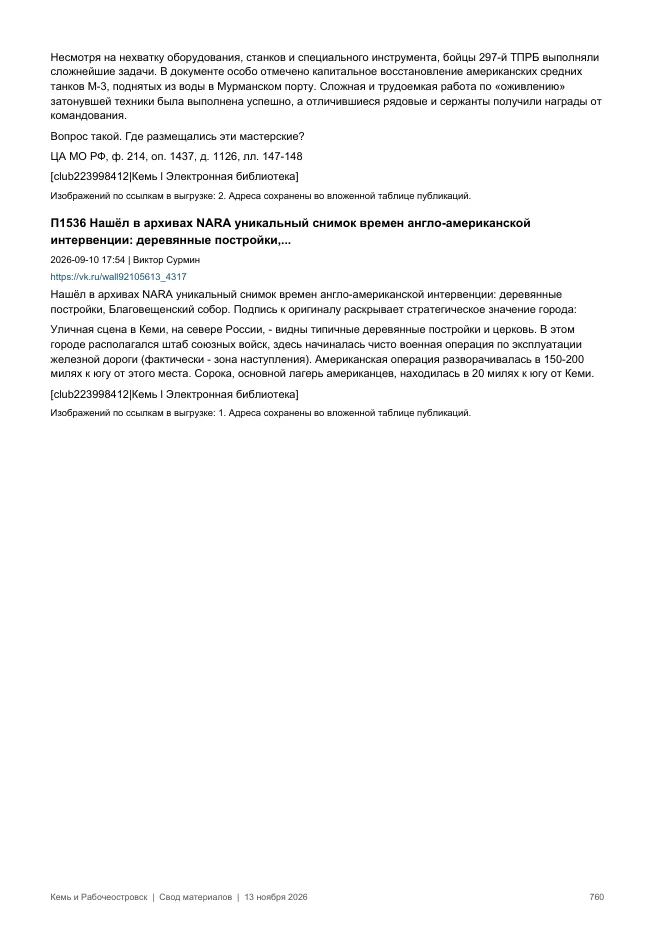 Несмотря на нехватку оборудования, станков и специального инструмента, бойцы 297-й ТПРБ выполняли
сложнейшие задачи. В документе особо отмечено капитальное восстановление американских средних
танков М-3, поднятых из воды в Мурманском порту. Сложная и трудоемкая работа по «оживлению»
затонувшей техники была выполнена успешно, а отличившиеся рядовые и сержанты получили награды от
командования.
Вопрос такой. Где размещались эти мастерские?
ЦА МО РФ, ф. 214, оп. 1437, д. 1126, лл. 147-148
[club223998412|Кемь I Электронная библиотека]
Изображений по ссылкам в выгрузке: 2. Адреса сохранены во вложенной таблице публикаций.
П1536 Нашёл в архивах NARA уникальный снимок времен англо-американской
интервенции: деревянные постройки,...
2026-09-10 17:54 | Виктор Сурмин
https://vk.ru/wall92105613_4317
Нашёл в архивах NARA уникальный снимок времен англо-американской интервенции: деревянные
постройки, Благовещенский собор. Подпись к оригиналу раскрывает стратегическое значение города:
Уличная сцена в Кеми, на севере России, - видны типичные деревянные постройки и церковь. В этом
городе располагался штаб союзных войск, здесь начиналась чисто военная операция по эксплуатации
железной дороги (фактически - зона наступления). Американская операция разворачивалась в 150-200
милях к югу от этого места. Сорока, основной лагерь американцев, находилась в 20 милях к югу от Кеми.
[club223998412|Кемь I Электронная библиотека]
Изображений по ссылкам в выгрузке: 1. Адреса сохранены во вложенной таблице публикаций.
Кемь и Рабочеостровск | Свод материалов | 13 ноября 2026
760